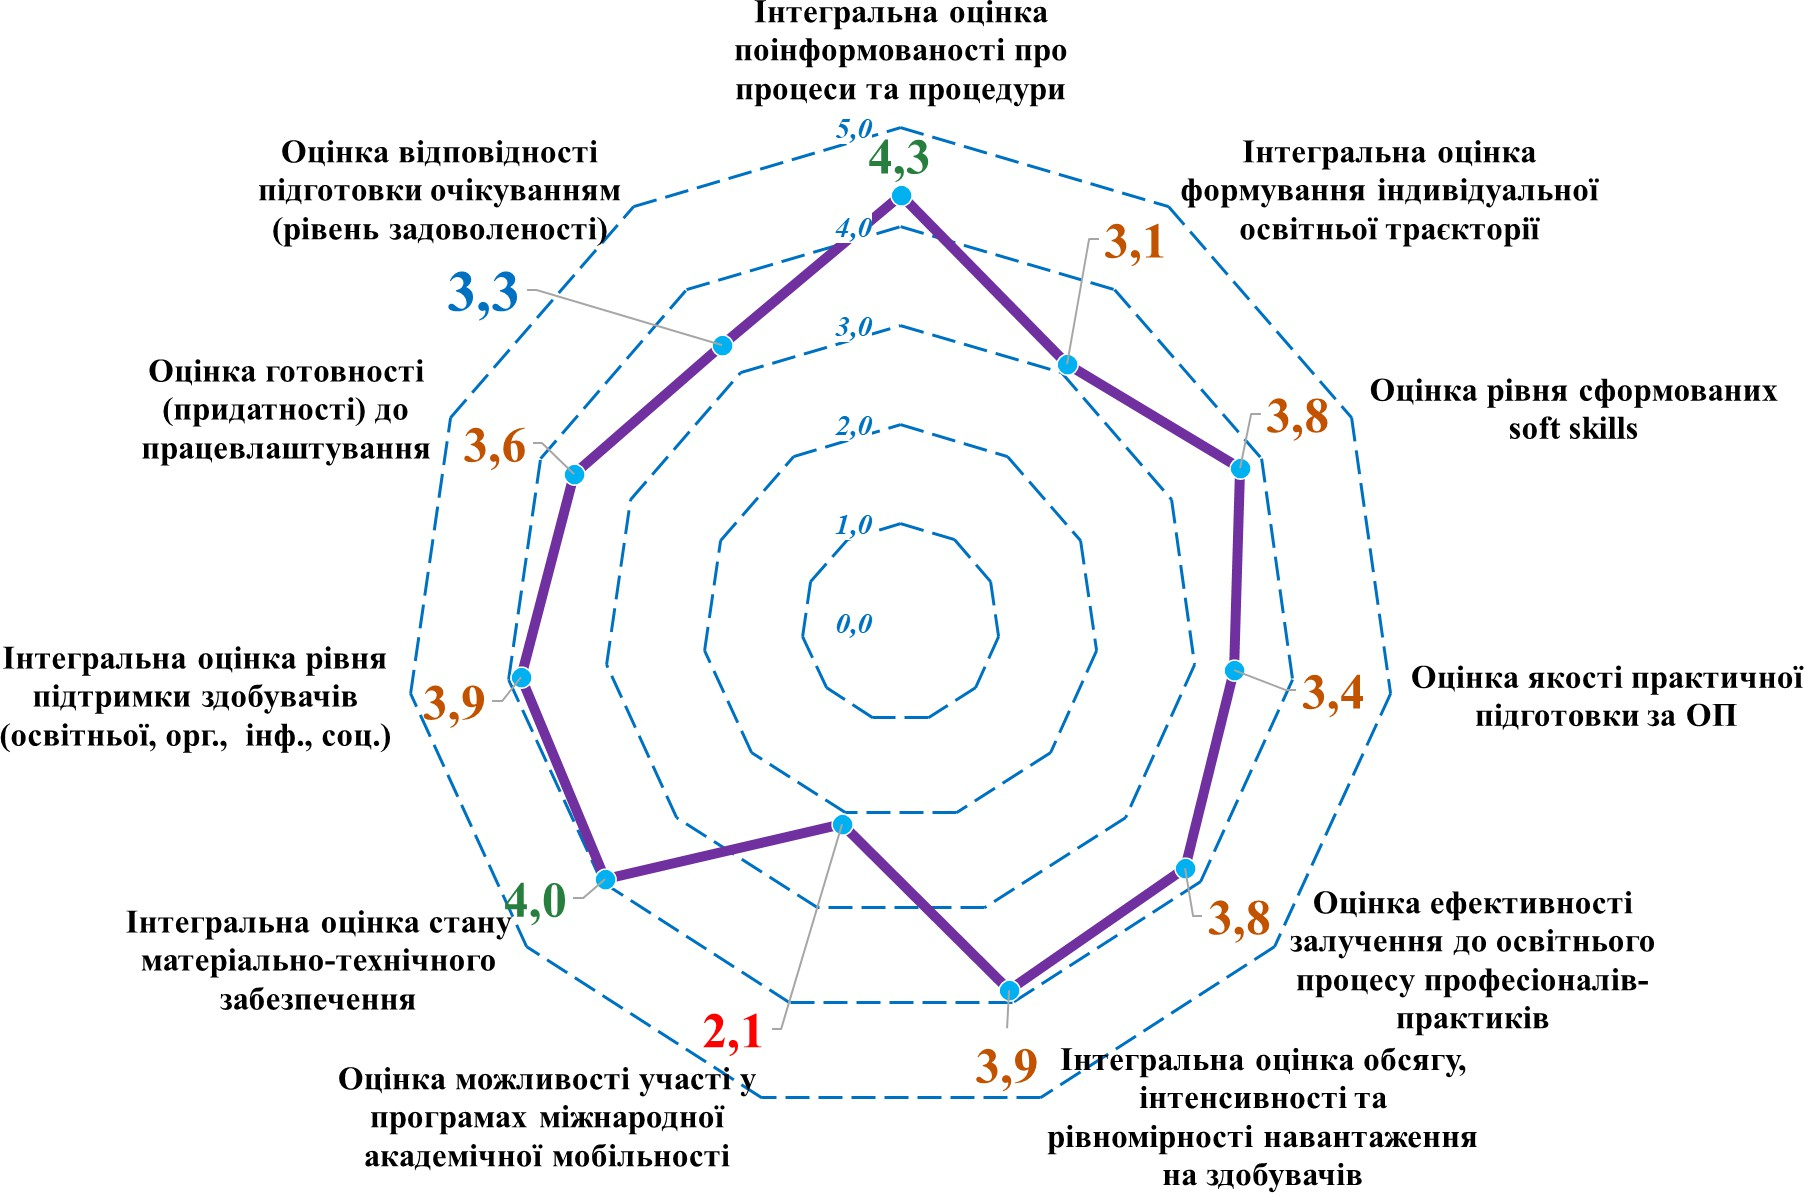 Інтегральна оцінка
поінформованості про
процеси та процедури
5,0
4,3
4,0
3,0
2,0
1,0
0,0
Інтегральна оцінка
формування індивідуальної
освітньої траєкторії
3,1
Оцінка рівня сформованих
soft skills
3,8
Оцінка якості практичної
підготовки за ОП
3,4
Оцінка ефективності
залучення до освітнього
процесу професіоналів-
практиків
3,8
Інтегральна оцінка обсягу,
інтенсивності та
рівномірності навантаження
на здобувачів
3,9
Оцінка можливості участі у
програмах міжнародної
академічної мобільності
2,1
Інтегральна оцінка стану
матеріально-технічного
забезпечення
4,0
Інтегральна оцінка рівня
підтримки здобувачів
(освітньої, орг., інф., соц.)
3,9
Оцінка готовності
(придатності) до
працевлаштування
3,6
Оцінка відповідності
підготовки очікуванням
(рівень задоволеності)
3,3